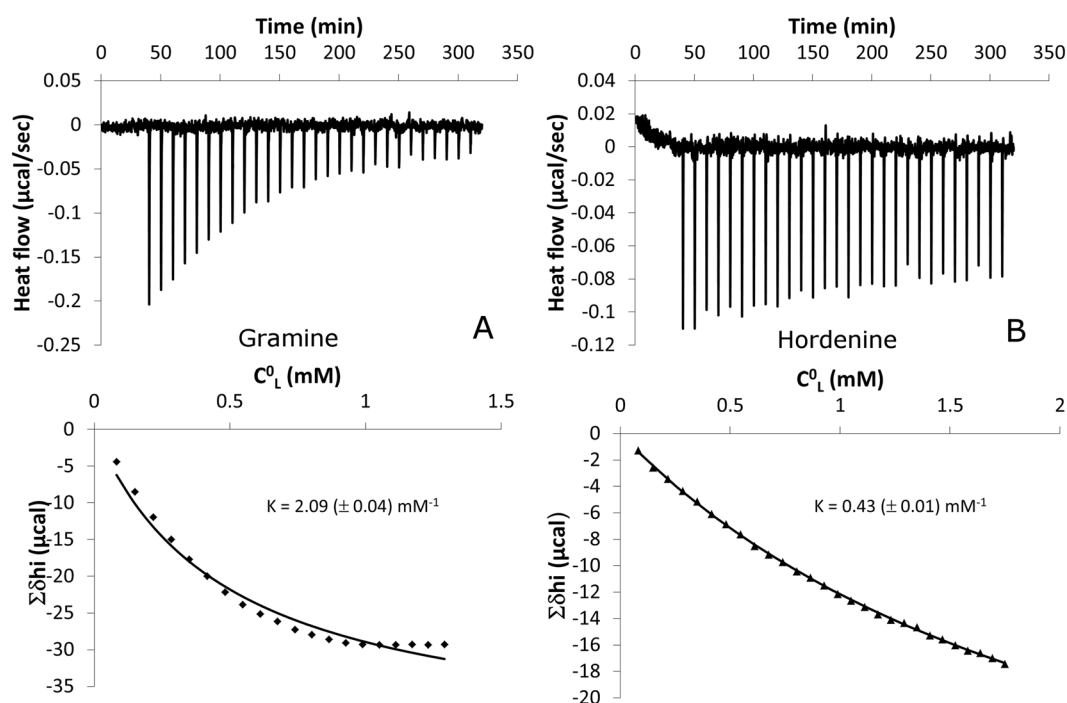 Time (min)
0 50 100 150 200 250 300 350
0.05
0
-0.05
-0.1
-0.15
-0.2
-0.25
Heat flow (µcal/sec)
Gramine
A
Time (min)
0 50 100 150 200 250 300 350
0.04
0.02
0
-0.02
-0.04
-0.06
-0.08
-0.1
-0.12
Heat flow (µcal/sec)
Hordenine
B
C⁰L (mM)
0 0.5 1 1.5
0
-5
-10
-15
-20
-25
-30
-35
Σδhi (µcal)
K = 2.09 (± 0.04) mM⁻¹
C⁰L (mM)
0 0.5 1 1.5 2
0
-2
-4
-6
-8
-10
-12
-14
-16
-18
-20
Σδhi (µcal)
K = 0.43 (± 0.01) mM⁻¹